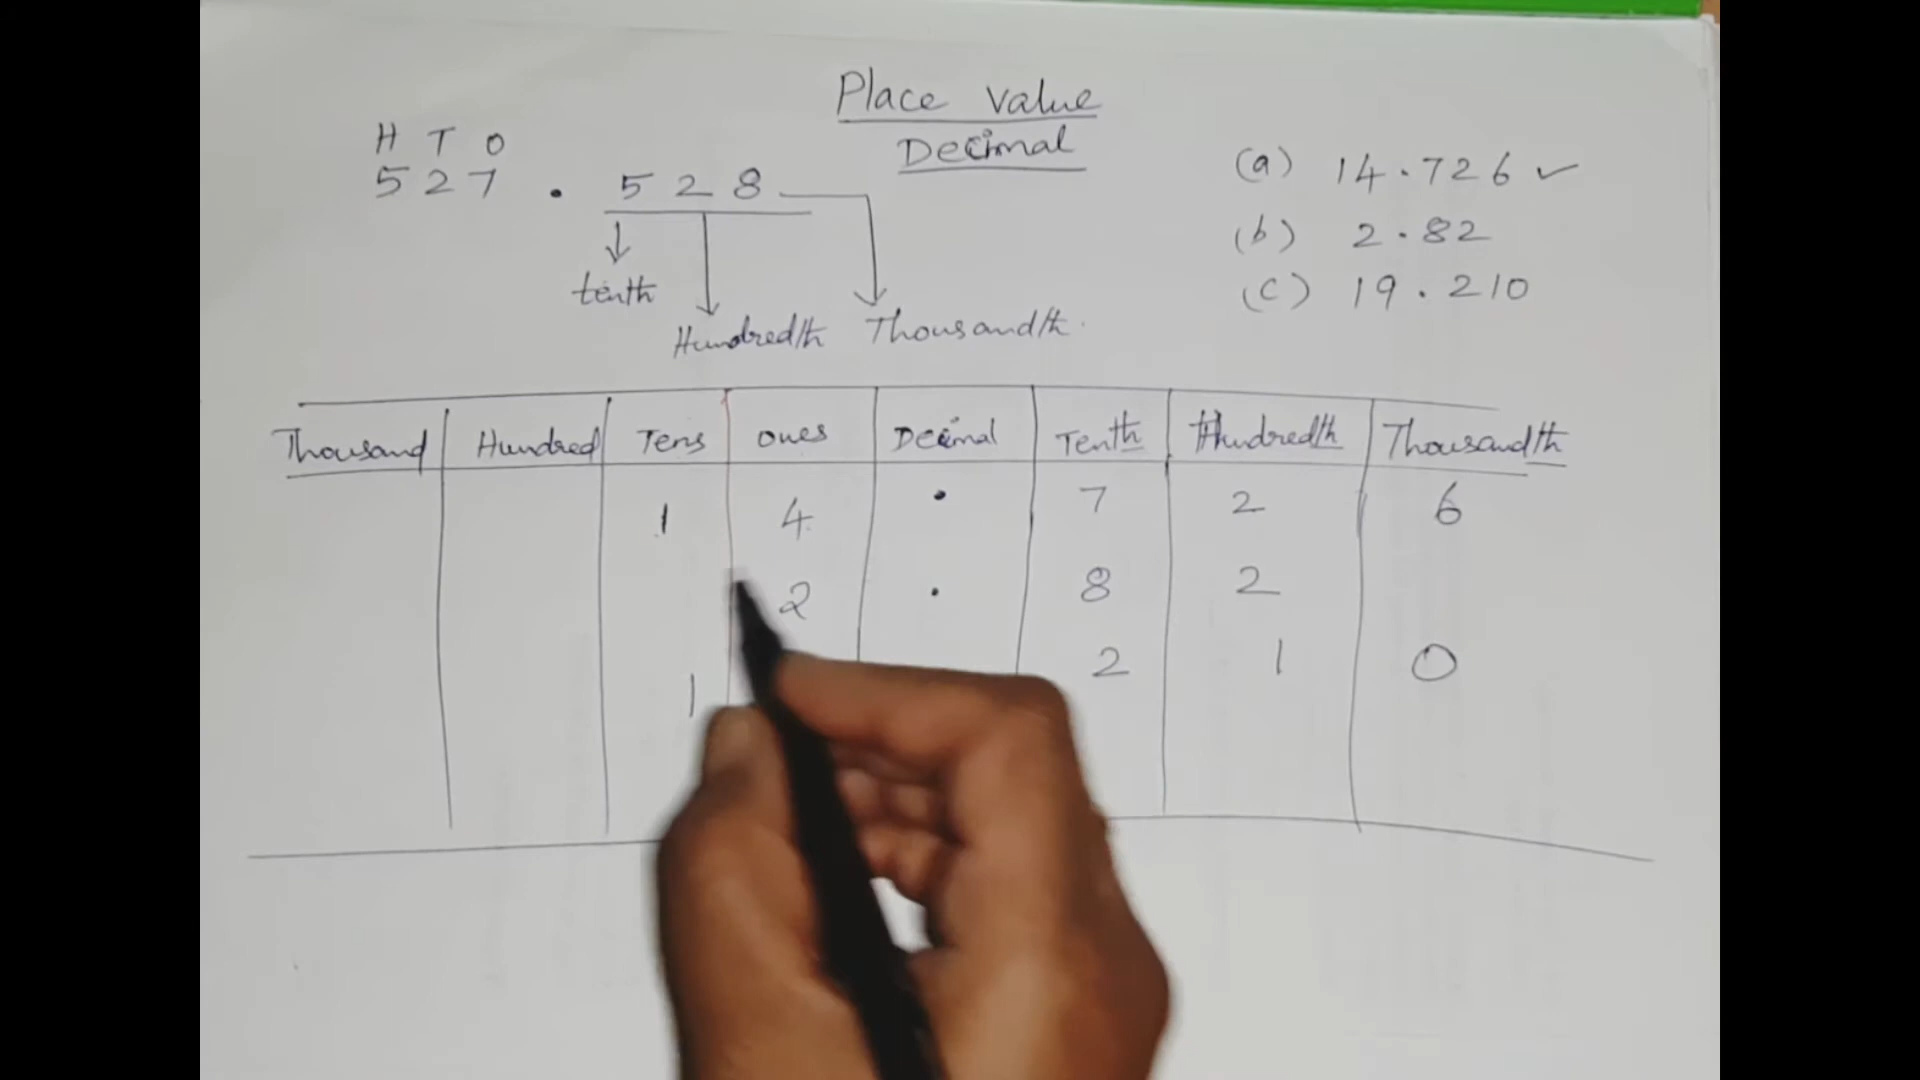 Place Value
Decimal
H T O
527 . 528
tenth
Hundredth Thousandth.
(a) 14.726 ✓
(b) 2.82
(c) 19.210
Thousand Hundred Tens ones Decimal Tenth Hundredth Thousandth
1 4 . 7 2 6
2 . 8 2
1 2 1 0